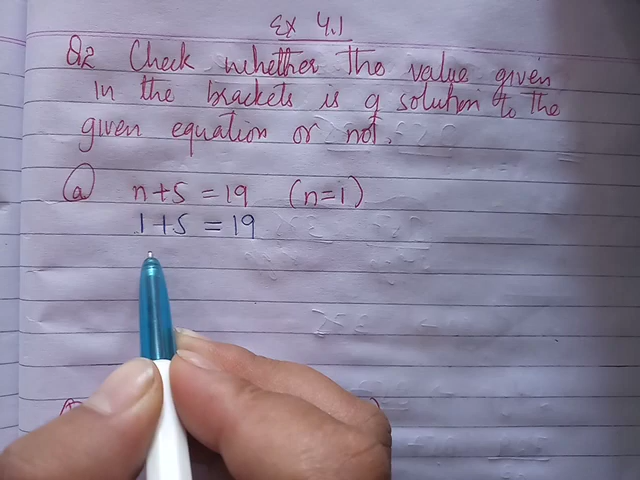 Ex 4.1
Q2 Check whether the value given
in the brackets is a solution to the
given equation or not.
(a) n+5 = 19 (n=1)
1+5 = 19